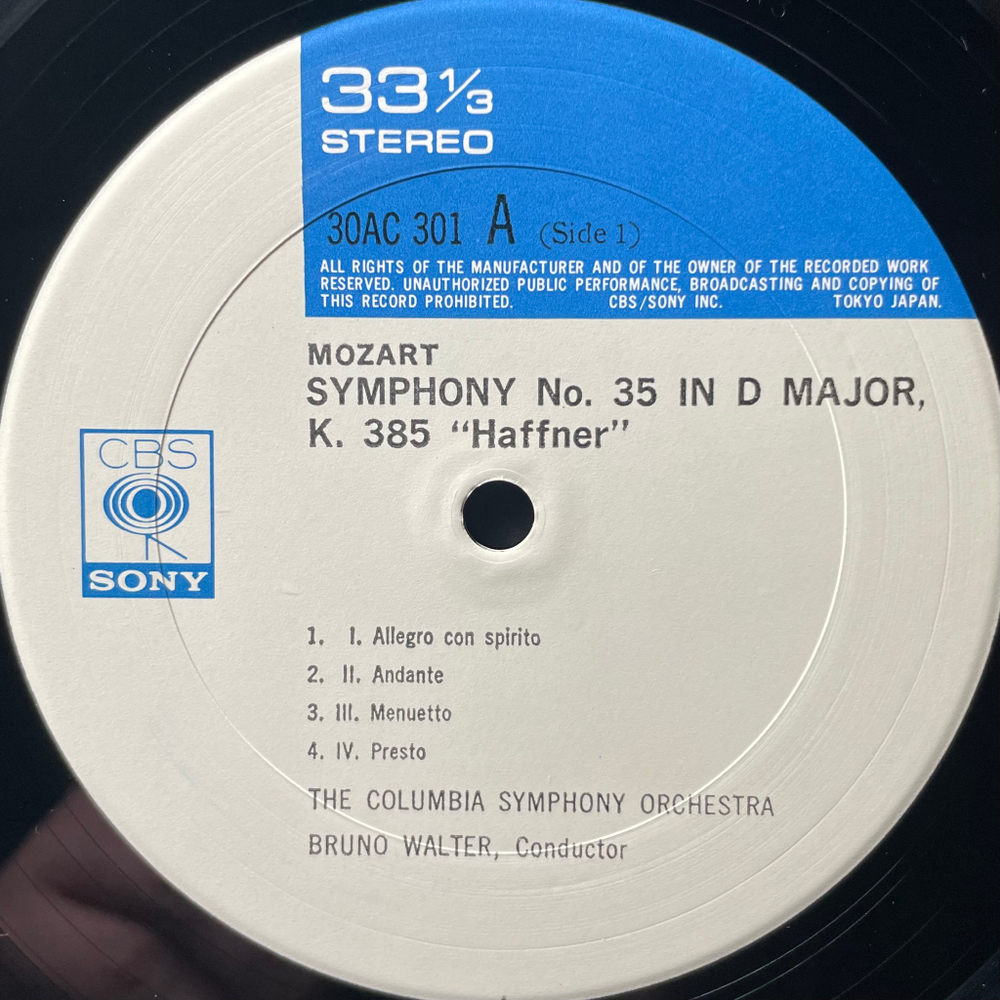 33 1/3
STEREO
30AC 301 A (Side 1)
ALL RIGHTS OF THE MANUFACTURER AND OF THE OWNER OF THE RECORDED WORK
RESERVED. UNAUTHORIZED PUBLIC PERFORMANCE, BROADCASTING AND COPYING OF
THIS RECORD PROHIBITED. CBS/SONY INC. TOKYO JAPAN.
MOZART
SYMPHONY No. 35 IN D MAJOR,
K. 385 “Haffner”
CBS
SONY
1. I. Allegro con spirito
2. II. Andante
3. III. Menuetto
4. IV. Presto
THE COLUMBIA SYMPHONY ORCHESTRA
BRUNO WALTER, Conductor